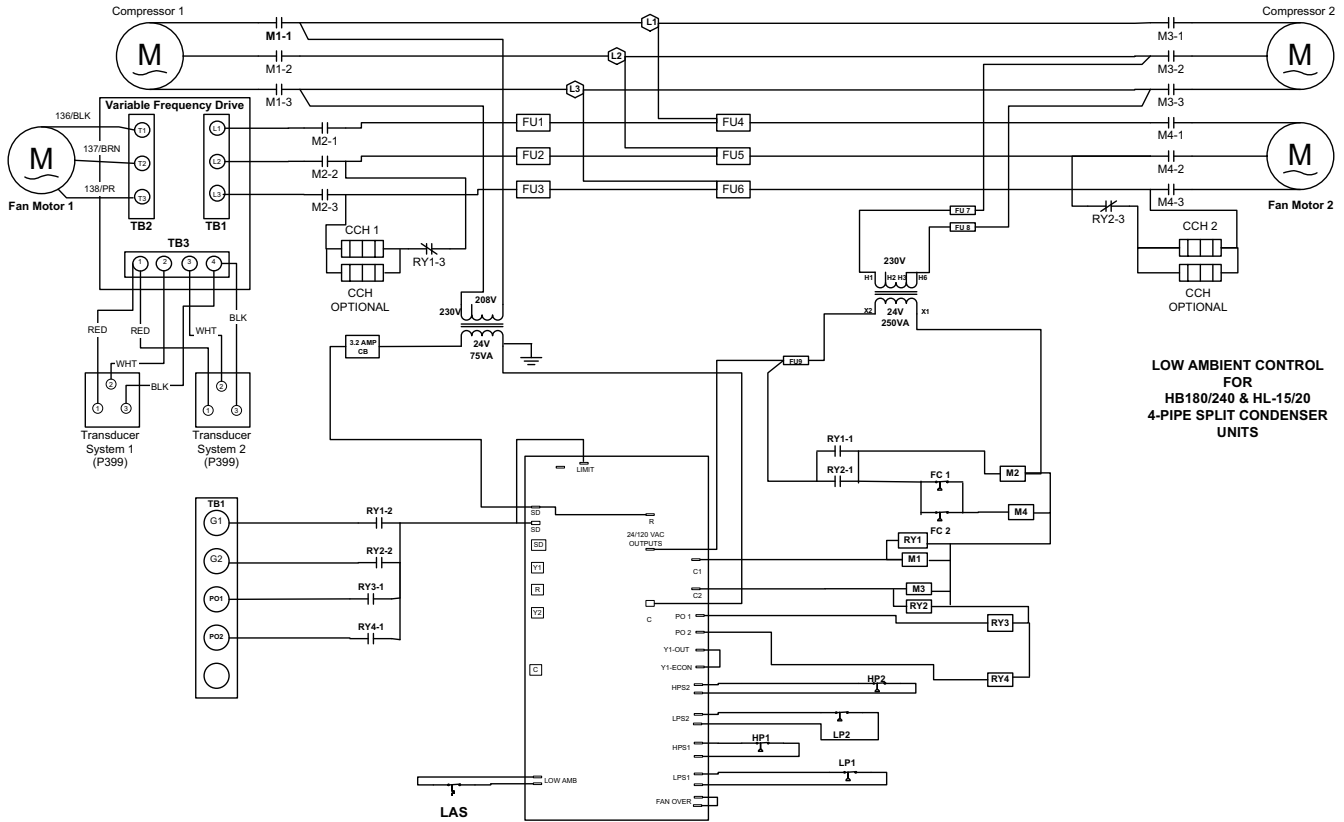 Compressor 1
L1
Compressor 2
M
M1-1
M3-1
M
L2
M1-2
M3-2
L3
M1-3
M3-3
Variable Frequency Drive
136/BLK
T1
L1
FU1
FU4
M2-1
M4-1
M
137/BRN
T2
L2
FU2
FU5
M
M2-2
M4-2
138/PR
T3
L3
FU3
FU6
Fan Motor 1
TB2
TB1
M2-3
M4-3
Fan Motor 2
RY2-3
FU 7
TB3
CCH 1
FU 8
CCH 2
1
2
3
4
RY1-3
230V
H1
H2
H3
H6
CCH
OPTIONAL
CCH
OPTIONAL
208V
230V
X2
24V
X1
250VA
RED
RED
WHT
BLK
24V
75VA
3.2 AMP
CB
WHT
BLK
FU9
2
1
3
2
1
3
LOW AMBIENT CONTROL
FOR
HB180/240 & HL-15/20
4-PIPE SPLIT CONDENSER
UNITS
Transducer
System 1
(P399)
Transducer
System 2
(P399)
RY1-1
RY2-1
LIMIT
FC 1
M2
TB1
G1
RY1-2
SD
SD
R
24/120 VAC
OUTPUTS
M4
FC 2
SD
RY1
G2
RY2-2
Y1
C1
M1
R
M3
PO1
RY3-1
C2
RY2
Y2
C
PO 1
RY3
PO2
RY4-1
PO 2
Y1-OUT
Y1-ECON
C
RY4
HPS2
HP2
LPS2
LP2
HPS1
HP1
LPS1
LP1
LOW AMB
FAN OVER
LAS